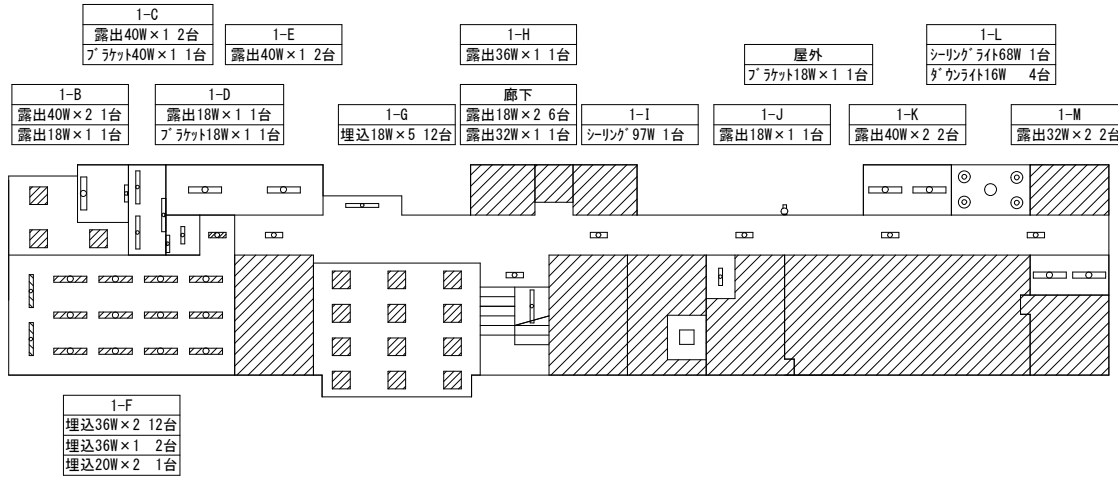 1-C
露出40W×1 2台
ﾌﾞﾗｹｯﾄ40W×1 1台
1-E
露出40W×1 2台
1-H
露出36W×1 1台
屋外
ﾌﾞﾗｹｯﾄ18W×1 1台
1-L
ｼｰﾘﾝｸﾞﾗｲﾄ68W 1台
ﾀﾞｳﾝﾗｲﾄ16W 4台
1-B
露出40W×2 1台
露出18W×1 1台
1-D
露出18W×1 1台
ﾌﾞﾗｹｯﾄ18W×1 1台
1-G
埋込18W×5 12台
廊下
露出18W×2 6台
露出32W×1 1台
1-I
ｼｰﾘﾝｸﾞ97W 1台
1-J
露出18W×1 1台
1-K
露出40W×2 2台
1-M
露出32W×2 2台
1-F
埋込36W×2 12台
埋込36W×1 2台
埋込20W×2 1台